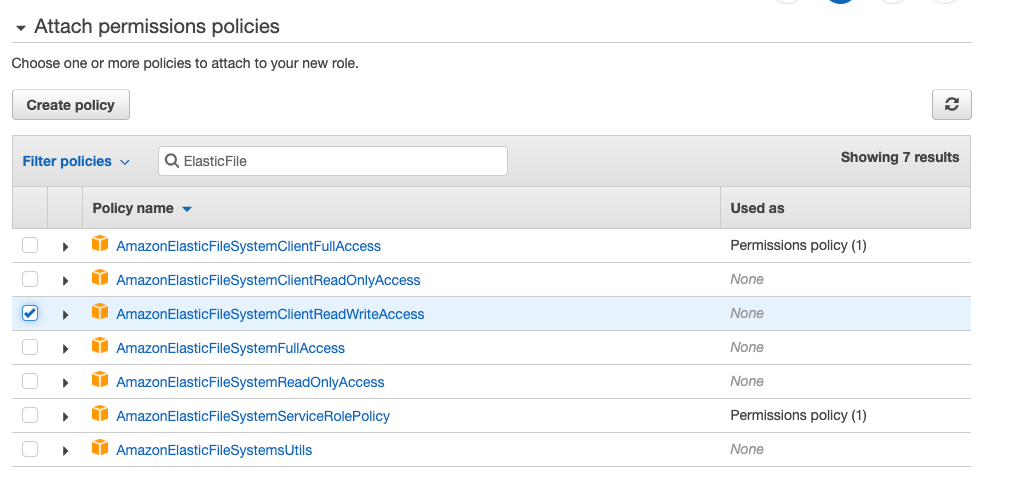 Attach permissions policies
Choose one or more policies to attach to your new role.
Create policy
Filter policies ElasticFile Showing 7 results
Policy name Used as
AmazonElasticFileSystemClientFullAccess Permissions policy (1)
AmazonElasticFileSystemClientReadOnlyAccess None
AmazonElasticFileSystemClientReadWriteAccess None
AmazonElasticFileSystemFullAccess None
AmazonElasticFileSystemReadOnlyAccess None
AmazonElasticFileSystemServiceRolePolicy Permissions policy (1)
AmazonElasticFileSystemsUtils None